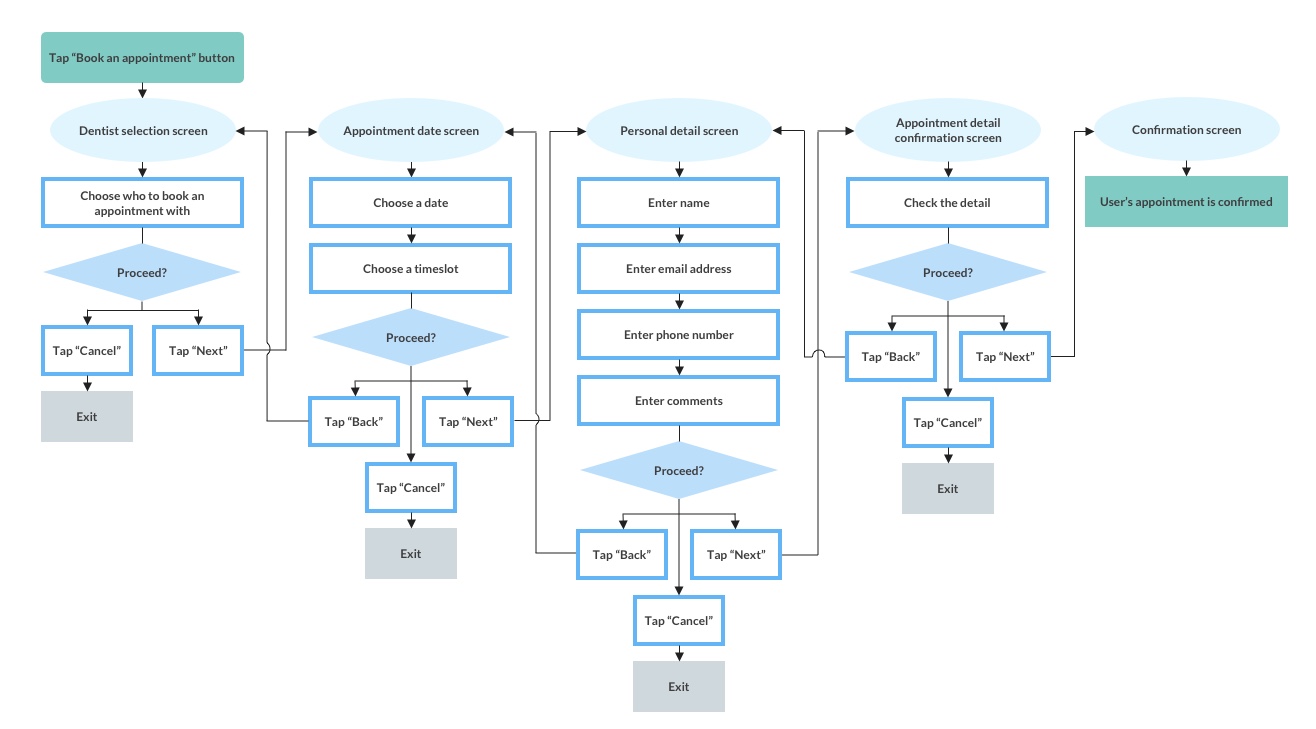 Tap “Book an appointment” button
Dentist selection screen
Choose who to book an
appointment with
Proceed?
Tap “Cancel”
Tap “Next”
Exit
Appointment date screen
Choose a date
Choose a timeslot
Proceed?
Tap “Back”
Tap “Next”
Tap “Cancel”
Exit
Personal detail screen
Enter name
Enter email address
Enter phone number
Enter comments
Proceed?
Tap “Back”
Tap “Next”
Tap “Cancel”
Exit
Appointment detail
confirmation screen
Check the detail
Proceed?
Tap “Back”
Tap “Next”
Tap “Cancel”
Exit
Confirmation screen
User’s appointment is confirmed